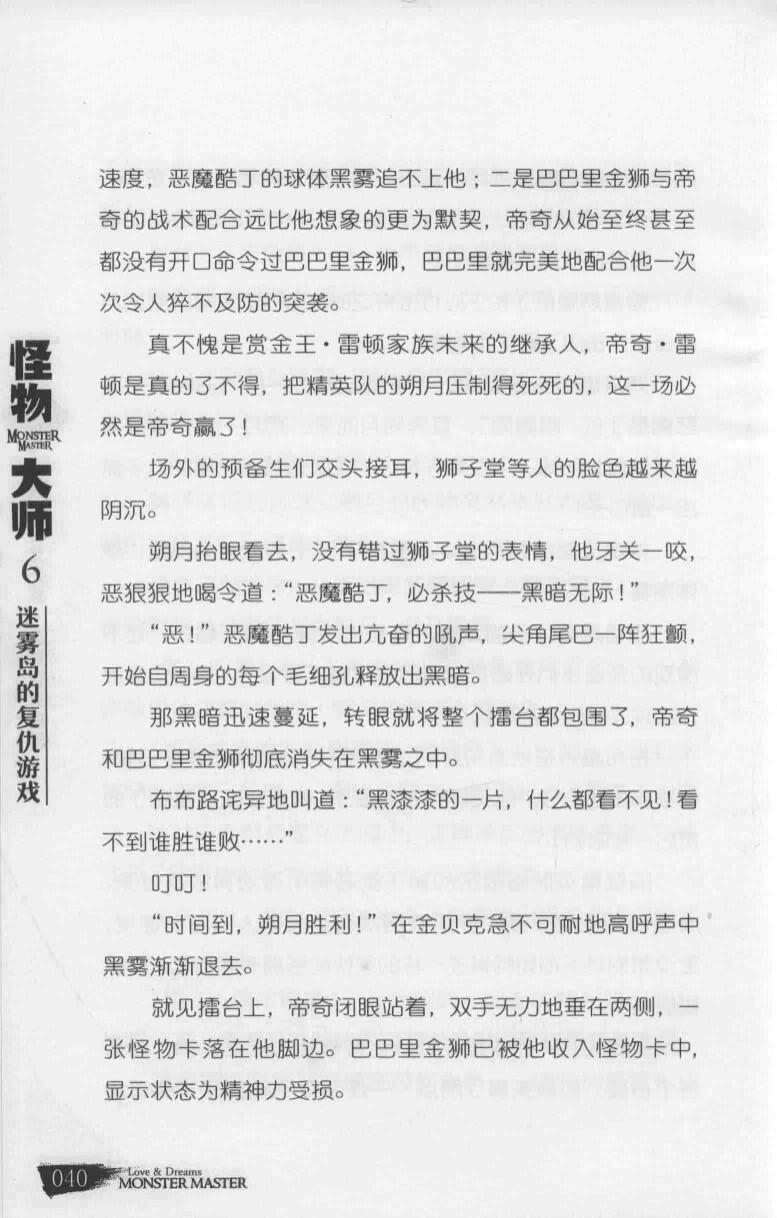 速度，恶魔酷丁的球体黑雾追不上他；二是巴巴里金狮与帝
奇的战术配合远比他想象的更为默契，帝奇从始至终甚至
都没有开口命令过巴巴里金狮，巴巴里就完美地配合他一次
次令人猝不及防的突袭。
真不愧是赏金王·雷顿家族未来的继承人，帝奇·雷
顿是真的了不得，把精英队的朔月压制得死死的，这一场必
然是帝奇赢了！
场外的预备生们交头接耳，狮子堂等人的脸色越来越
阴沉。
朔月抬眼看去，没有错过狮子堂的表情，他牙关一咬，
恶狠狠地喝令道：“恶魔酷丁，必杀技——黑暗无际！”
“恶！”恶魔酷丁发出亢奋的吼声，尖角尾巴一阵狂颤，
开始自周身的每个毛细孔释放出黑暗。
那黑暗迅速蔓延，转眼就将整个擂台都包围了，帝奇
和巴巴里金狮彻底消失在黑雾之中。
布布路诧异地叫道：“黑漆漆的一片，什么都看不见！看
不到谁胜谁败……”
叮叮！
“时间到，朔月胜利！”在金贝克急不可耐地高呼声中
黑雾渐渐退去。
就见擂台上，帝奇闭眼站着，双手无力地垂在两侧，一
张怪物卡落在他脚边。巴巴里金狮已被他收入怪物卡中，
显示状态为精神力受损。
怪物
MONSTER
MASTER
大师
6
迷雾岛的复仇游戏
040
Love & Dreams
MONSTER MASTER